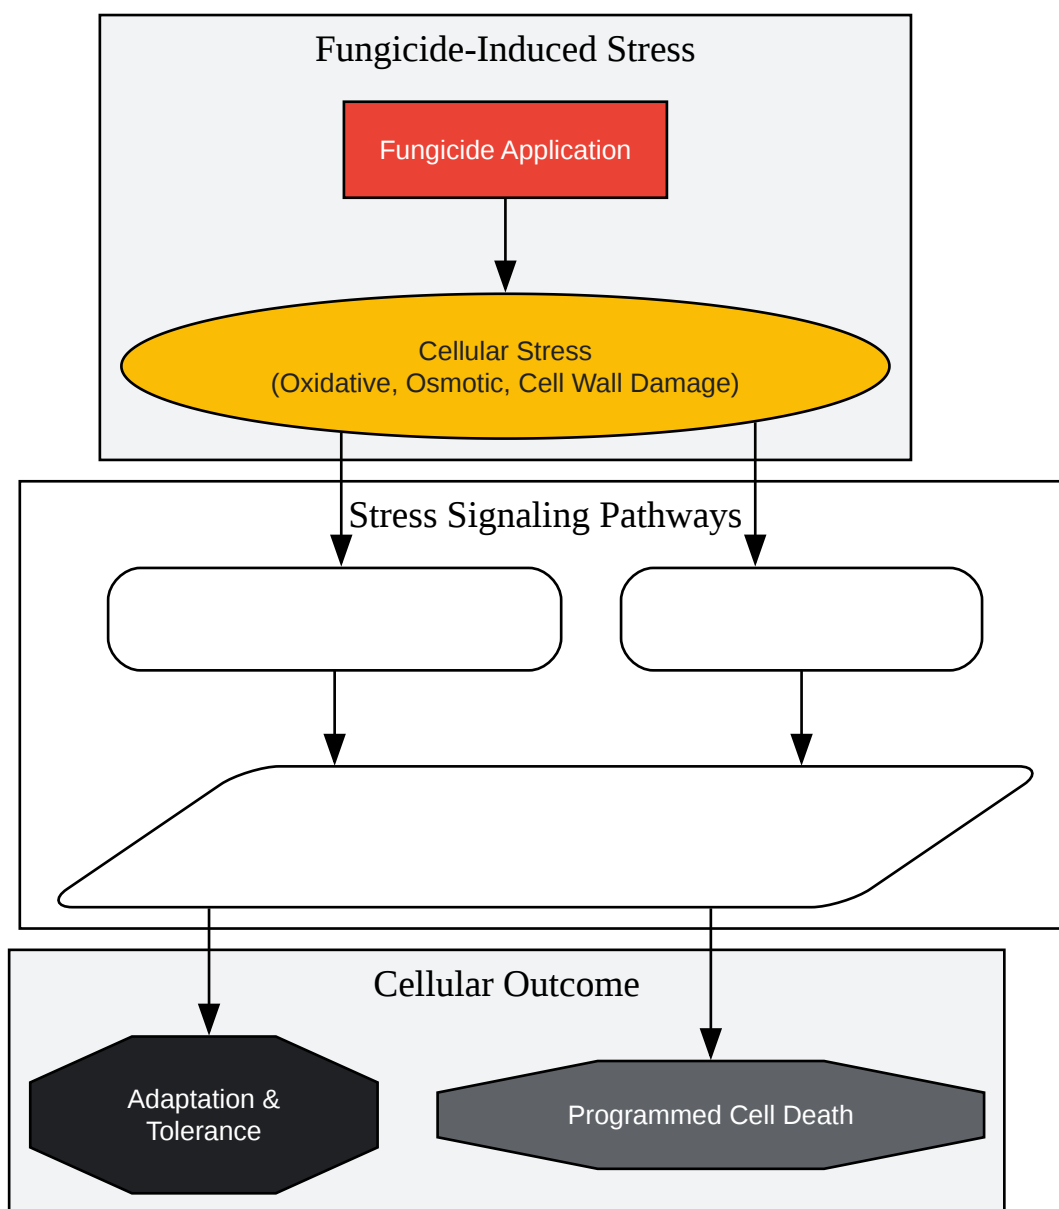 Fungicide-Induced Stress
Fungicide Application
Cellular Stress
(Oxidative, Osmotic, Cell Wall Damage)
Stress Signaling Pathways
Cellular Outcome
Adaptation &
Tolerance
Programmed Cell Death